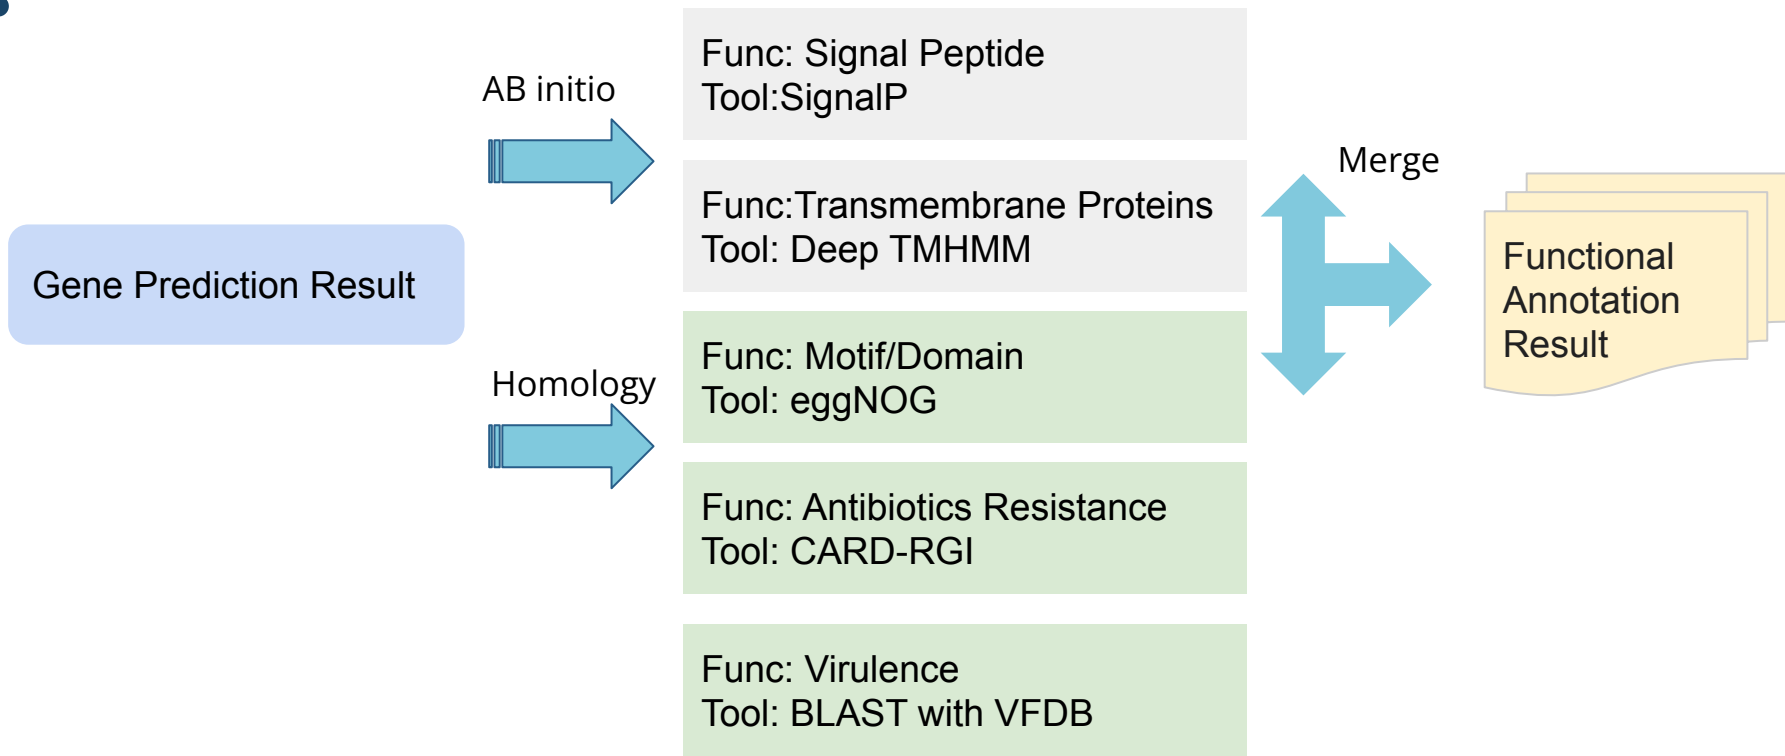 Gene Prediction Result
AB initio
Homology
Func: Signal Peptide
Tool:SignalP
Func:Transmembrane Proteins
Tool: Deep TMHMM
Func: Motif/Domain
Tool: eggNOG
Func: Antibiotics Resistance
Tool: CARD-RGI
Func: Virulence
Tool: BLAST with VFDB
Merge
Functional
Annotation
Result